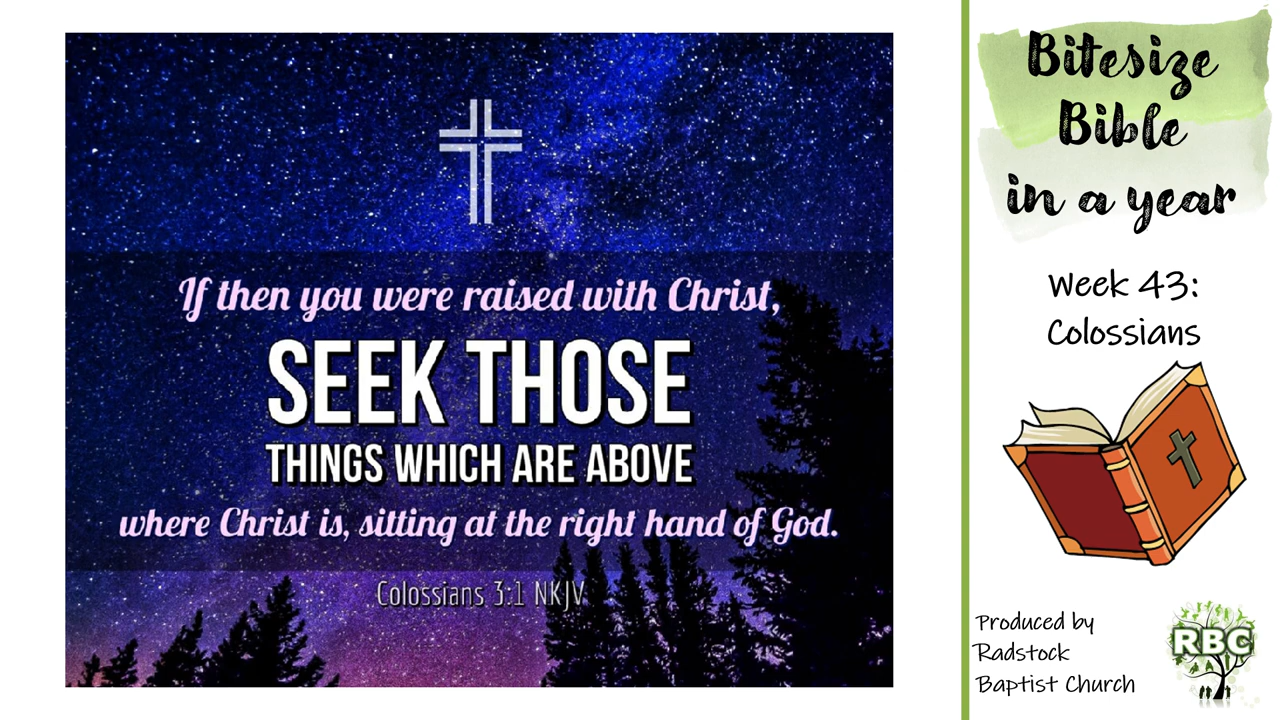 If then you were raised with Christ,
SEEK THOSE
THINGS WHICH ARE ABOVE
where Christ is, sitting at the right hand of God.
Colossians 3:1 NKJV
Bitesize
Bible
in a year
Week 43:
Colossians
Produced by
Radstock
Baptist Church
RBC